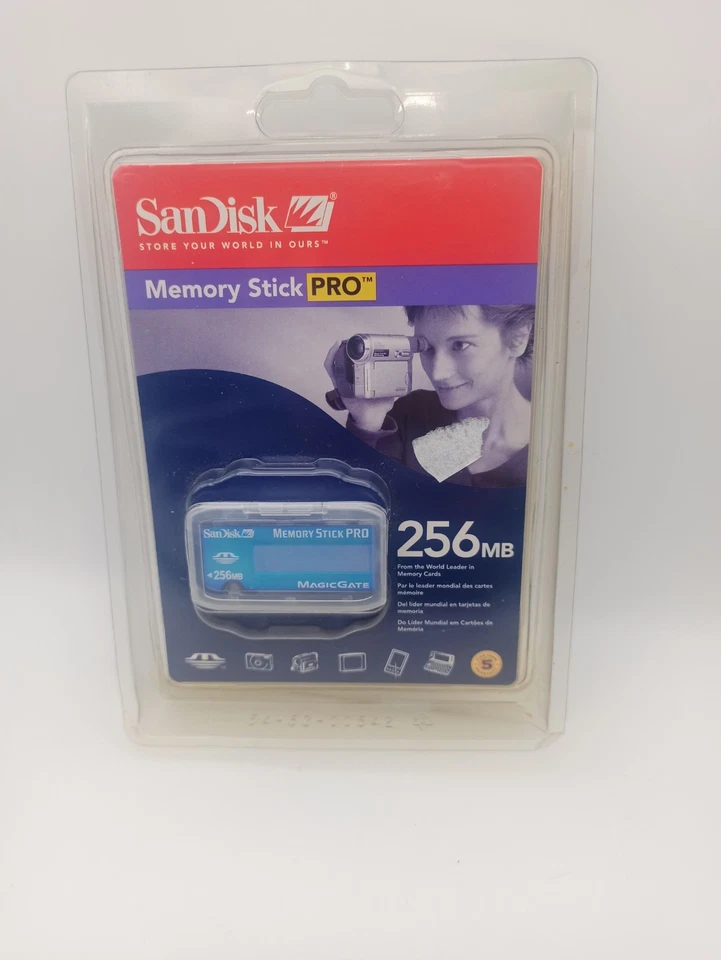 SanDisk ®
STORE YOUR WORLD IN OURS™
Memory Stick PRO™
256MB
From the World Leader in
Memory Cards
Par le leader mondial des cartes
mémoire
Del líder mundial en tarjetas de
memoria
Do Líder Mundial em Cartões de
Memória
SanDisk MEMORY STICK PRO
◄256MB
MAGICGATE
5